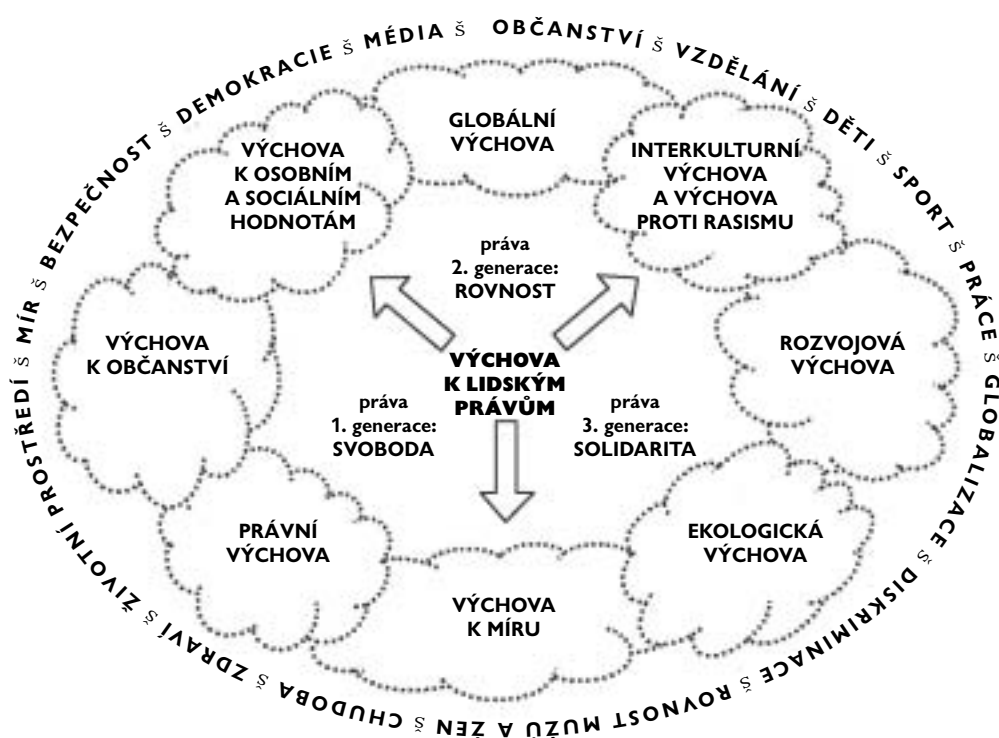 MÍR š BEZPEČNOST š DEMOKRACIE š MÉDIA š OBČANSTVÍ š VZDĚLÁNÍ š DĚTI š SPORT š PRÁCE š GLOBALIZACE š DISKRIMINACE š ROVNOST MUŽŮ A ŽEN š CHUDOBA š ZDRAVÍ š ŽIVOTNÍ PROSTŘEDÍ š
GLOBÁLNÍ
VÝCHOVA
VÝCHOVA
K OSOBNÍM
A SOCIÁLNÍM
HODNOTÁM
INTERKULTURNÍ
VÝCHOVA
A VÝCHOVA
PROTI RASISMU
práva
2. generace:
ROVNOST
VÝCHOVA
K OBČANSTVÍ
VÝCHOVA
K LIDSKÝM
PRÁVŮM
ROZVOJOVÁ
VÝCHOVA
práva
1. generace:
SVOBODA
práva
3. generace:
SOLIDARITA
PRÁVNÍ
VÝCHOVA
EKOLOGICKÁ
VÝCHOVA
VÝCHOVA
K MÍRU